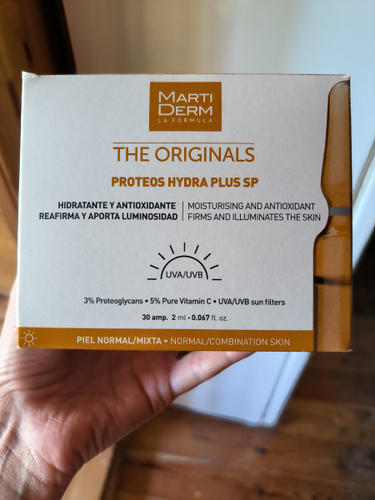 MARTI
DERM
LA FORMULA
THE ORIGINALS
PROTEOS HYDRA PLUS SP
HIDRATANTE Y ANTIOXIDANTE
REAFIRMA Y APORTA LUMINOSIDAD
MOISTURISING AND ANTIOXIDANT
FIRMS AND ILLUMINATES THE SKIN
UVA/UVB
3% Proteoglycans • 5% Pure Vitamin C • UVA/UVB sun filters
30 amp. 2 ml • 0.067 fl. oz.
PIEL NORMAL/MIXTA • NORMAL/COMBINATION SKIN